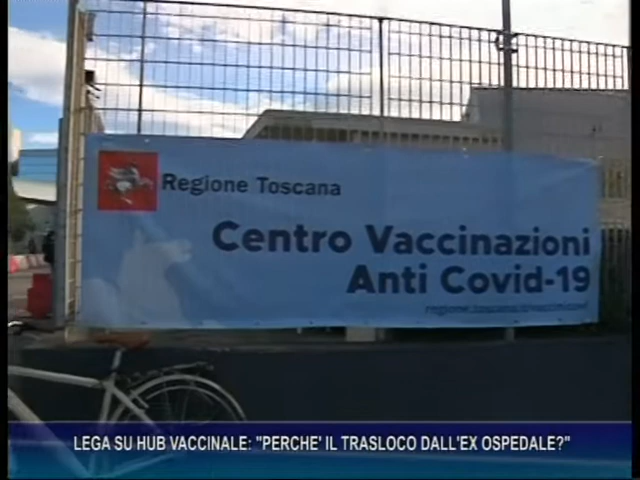 Regione Toscana
Centro Vaccinazioni
Anti Covid-19
LEGA SU HUB VACCINALE: "PERCHE' IL TRASLOCO DALL'EX OSPEDALE?"